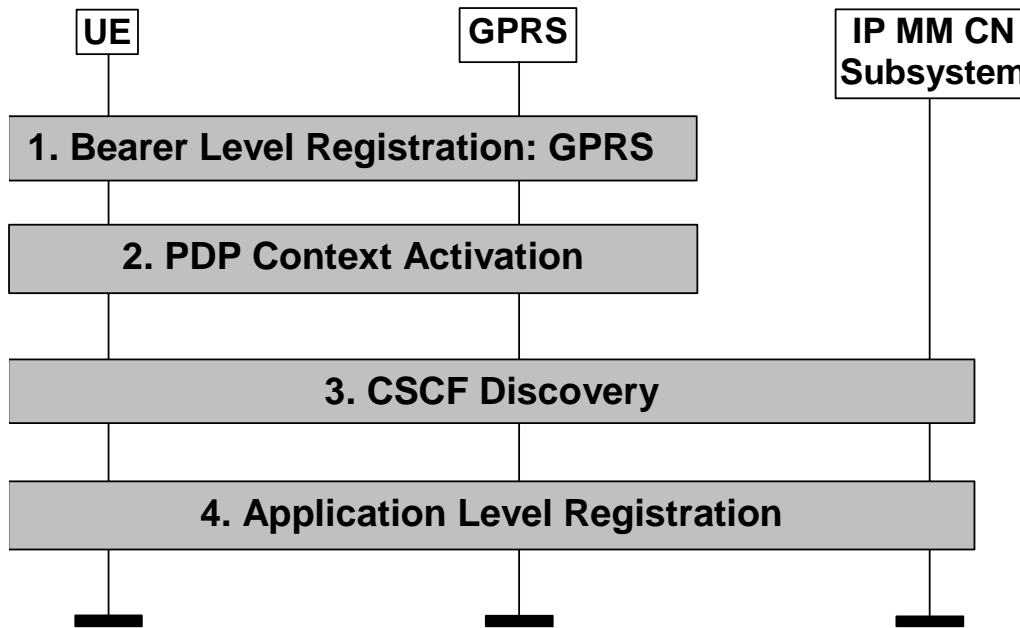 UE
GPRS
IP MM CN
Subsystem
1. Bearer Level Registration: GPRS
2. PDP Context Activation
3. CSCF Discovery
4. Application Level Registration